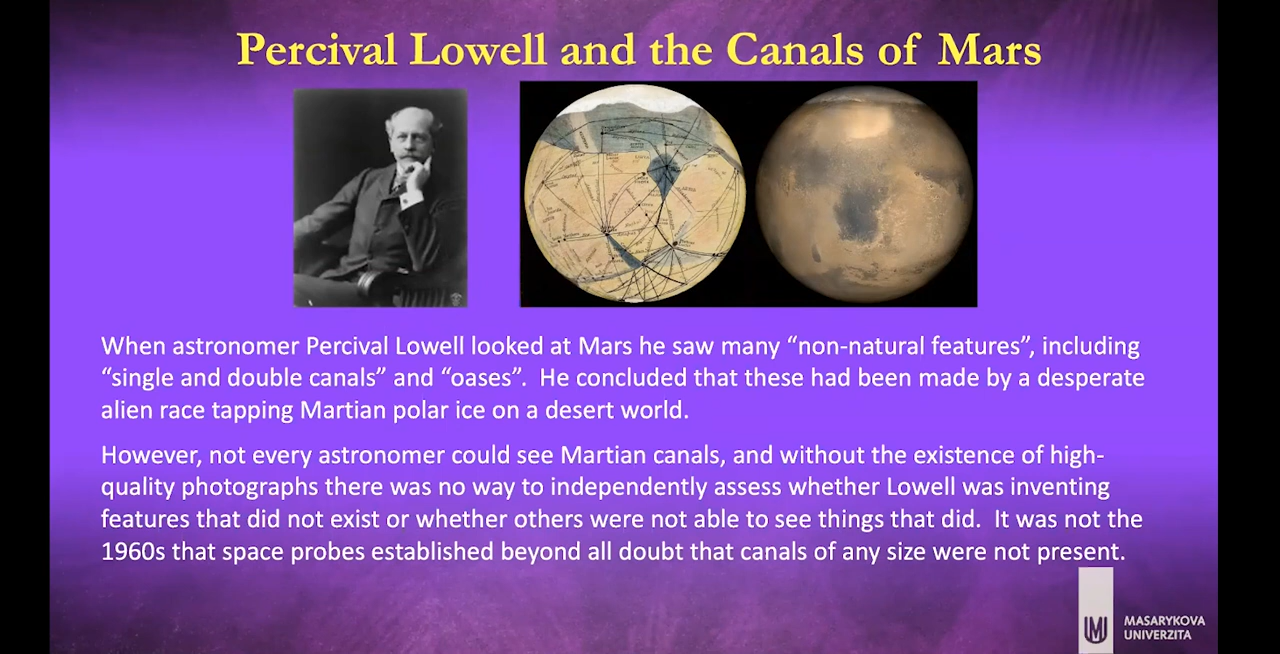 Percival Lowell and the Canals of Mars
When astronomer Percival Lowell looked at Mars he saw many “non-natural features”, including
“single and double canals” and “oases”. He concluded that these had been made by a desperate
alien race tapping Martian polar ice on a desert world.
However, not every astronomer could see Martian canals, and without the existence of high-
quality photographs there was no way to independently assess whether Lowell was inventing
features that did not exist or whether others were not able to see things that did. It was not the
1960s that space probes established beyond all doubt that canals of any size were not present.
MASARYKOVA
UNIVERZITA